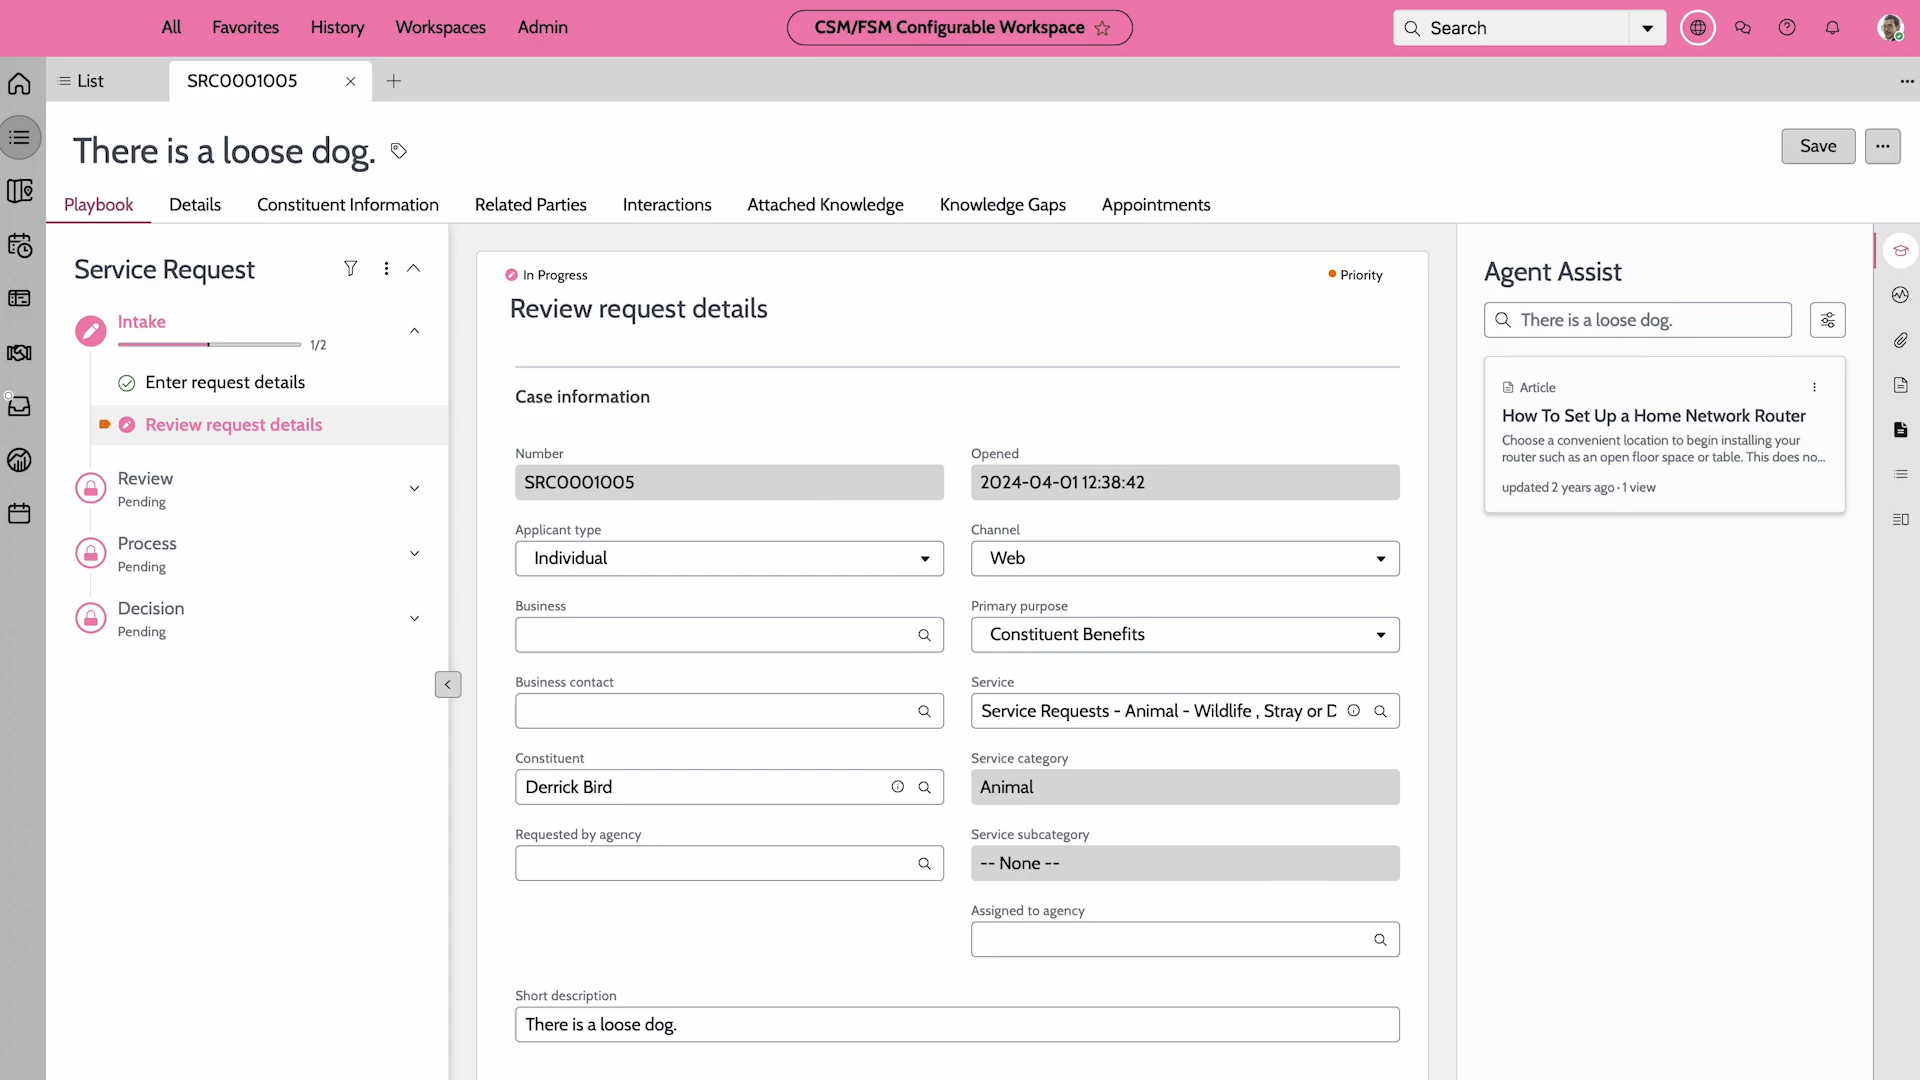 All
Favorites
History
Workspaces
Admin
CSM/FSM Configurable Workspace
Search
List
SRC0001005
There is a loose dog.
Save
Playbook
Details
Constituent Information
Related Parties
Interactions
Attached Knowledge
Knowledge Gaps
Appointments
Service Request
Intake
1/2
Enter request details
Review request details
Review
Pending
Process
Pending
Decision
Pending
In Progress
Priority
Review request details
Case information
Number
SRC0001005
Opened
2024-04-01 12:38:42
Applicant type
Individual
Channel
Web
Business
Primary purpose
Constituent Benefits
Business contact
Service
Service Requests - Animal - Wildlife , Stray or D
Constituent
Derrick Bird
Service category
Animal
Requested by agency
Service subcategory
-- None --
Assigned to agency
Short description
There is a loose dog.
Agent Assist
There is a loose dog.
Article
How To Set Up a Home Network Router
Choose a convenient location to begin installing your
router such as an open floor space or table. This does no...
updated 2 years ago · 1 view